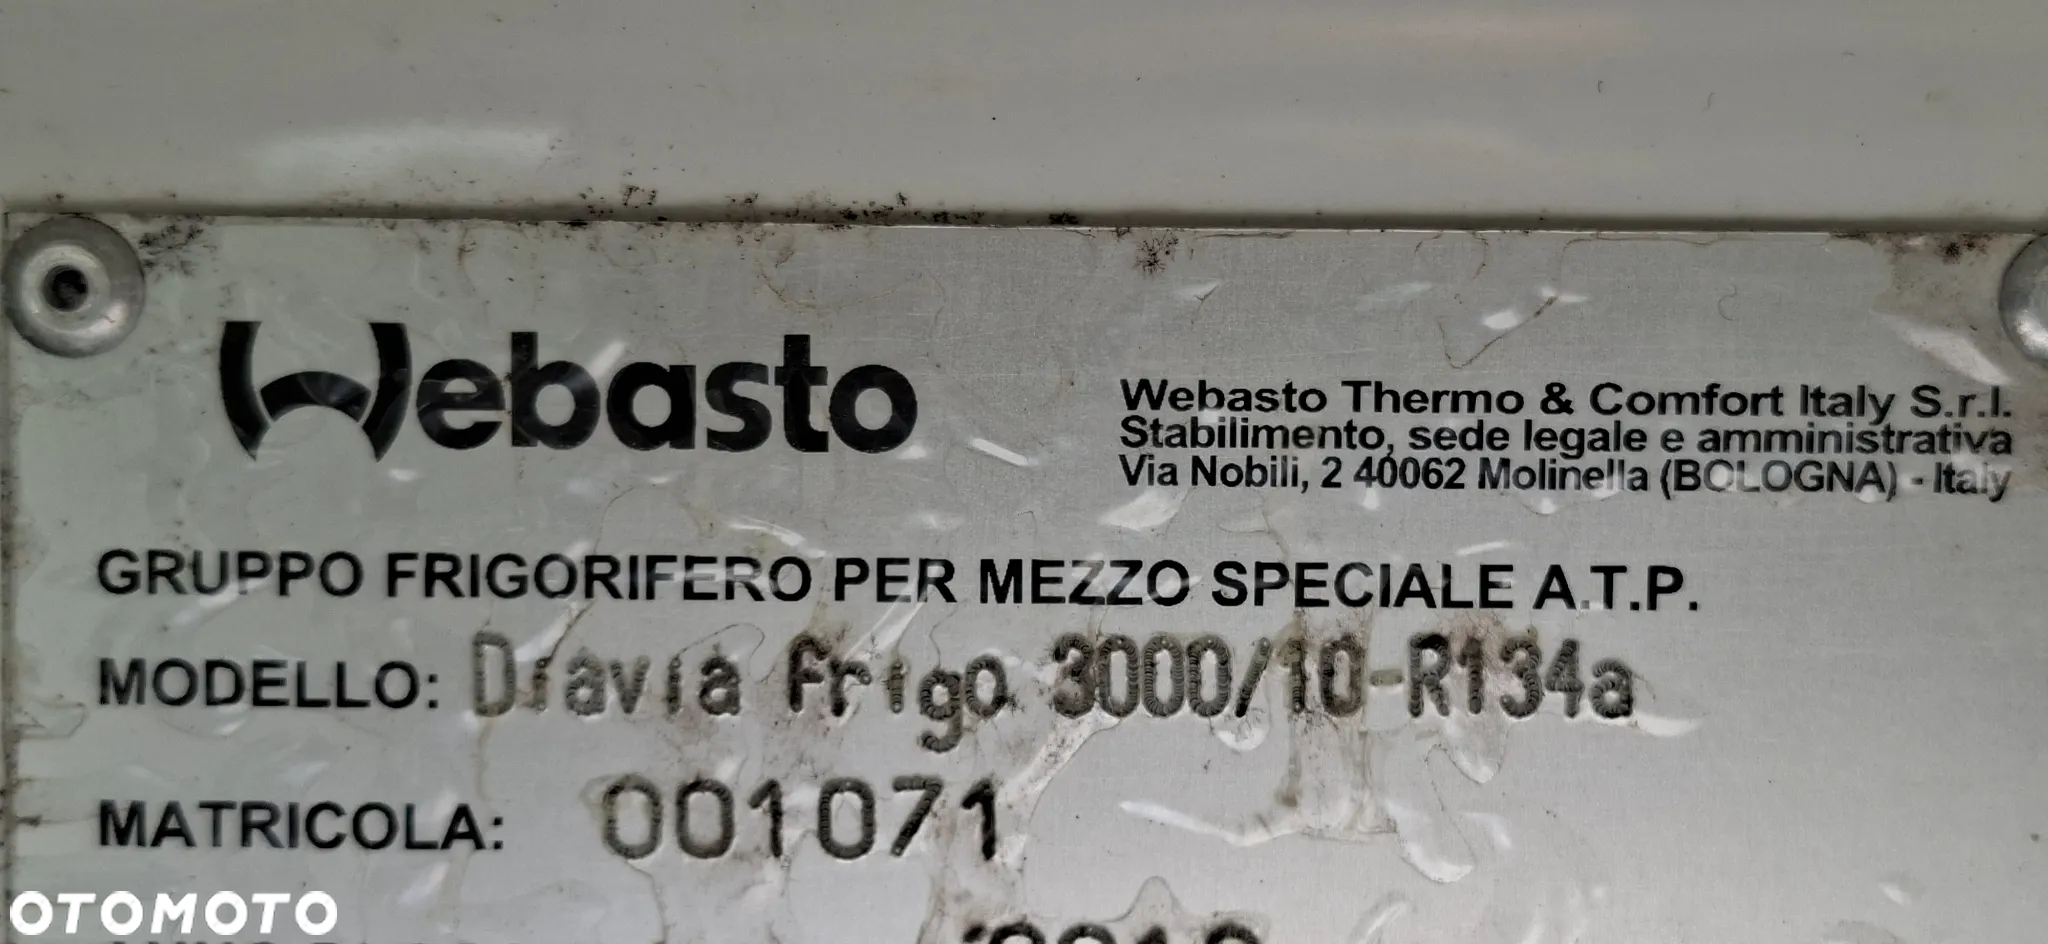 Webasto
Webasto Thermo & Comfort Italy S.r.l.
Stabilimento, sede legale e amministrativa
Via Nobili, 2 40062 Molinella (BOLOGNA) - Italy
GRUPPO FRIGORIFERO PER MEZZO SPECIALE A.T.P.
MODELLO: Diavia Frigo 3000/10-R134a
MATRICOLA: 001071
OTOMOTO